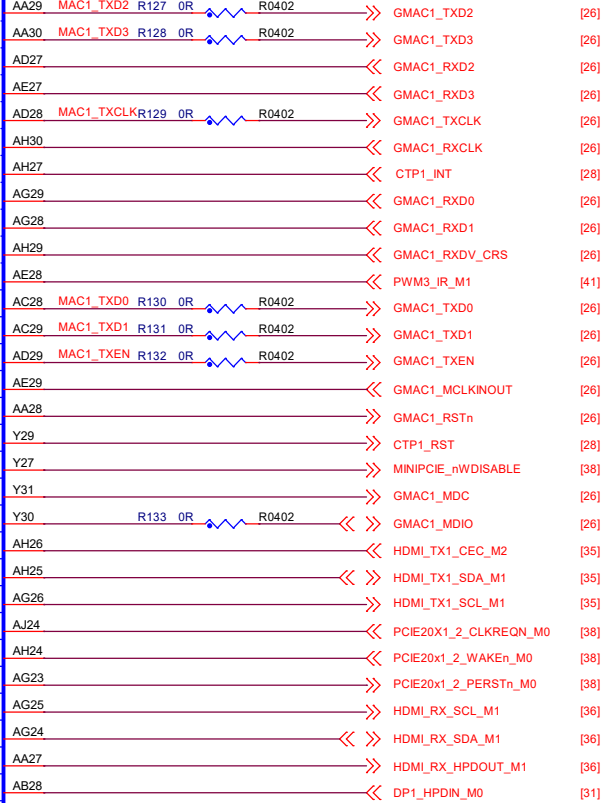 AA29 MAC1_TXD2 R127 0R R0402 GMAC1_TXD2 [26]
AA30 MAC1_TXD3 R128 0R R0402 GMAC1_TXD3 [26]
AD27 GMAC1_RXD2 [26]
AE27 GMAC1_RXD3 [26]
AD28 MAC1_TXCLK R129 0R R0402 GMAC1_TXCLK [26]
AH30 GMAC1_RXCLK [26]
AH27 CTP1_INT [28]
AG29 GMAC1_RXD0 [26]
AG28 GMAC1_RXD1 [26]
AH29 GMAC1_RXDV_CRS [26]
AE28 PWM3_IR_M1 [41]
AC28 MAC1_TXD0 R130 0R R0402 GMAC1_TXD0 [26]
AC29 MAC1_TXD1 R131 0R R0402 GMAC1_TXD1 [26]
AD29 MAC1_TXEN R132 0R R0402 GMAC1_TXEN [26]
AE29 GMAC1_MCLKINOUT [26]
AA28 GMAC1_RSTn [26]
Y29 CTP1_RST [28]
Y27 MINIPCIE_nWDISABLE [38]
Y31 GMAC1_MDC [26]
Y30 R133 0R R0402 GMAC1_MDIO [26]
AH26 HDMI_TX1_CEC_M2 [35]
AH25 HDMI_TX1_SDA_M1 [35]
AG26 HDMI_TX1_SCL_M1 [35]
AJ24 PCIE20X1_2_CLKREQN_M0 [38]
AH24 PCIE20x1_2_WAKEn_M0 [38]
AG23 PCIE20x1_2_PERSTn_M0 [38]
AG25 HDMI_RX_SCL_M1 [36]
AG24 HDMI_RX_SDA_M1 [36]
AA27 HDMI_RX_HPDOUT_M1 [36]
AB28 DP1_HPDIN_M0 [31]